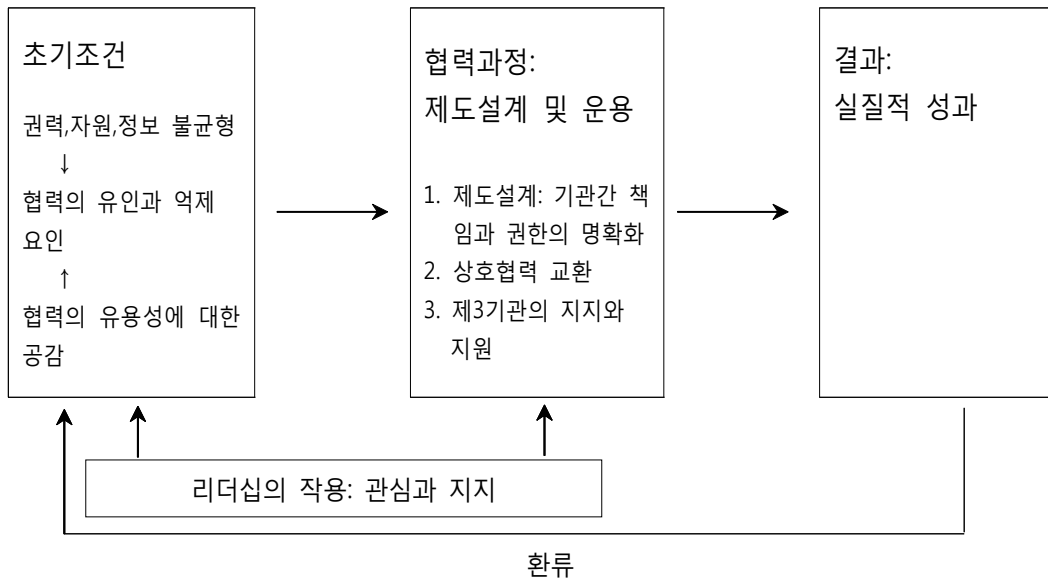 초기조건
권력,자원,정보 불균형
↓
협력의 유인과 억제
요인
↑
협력의 유용성에 대한
공감
협력과정:
제도설계 및 운용
1. 제도설계: 기관간 책
임과 권한의 명확화
2. 상호협력 교환
3. 제3기관의 지지와
지원
결과:
실질적 성과
리더십의 작용: 관심과 지지
환류